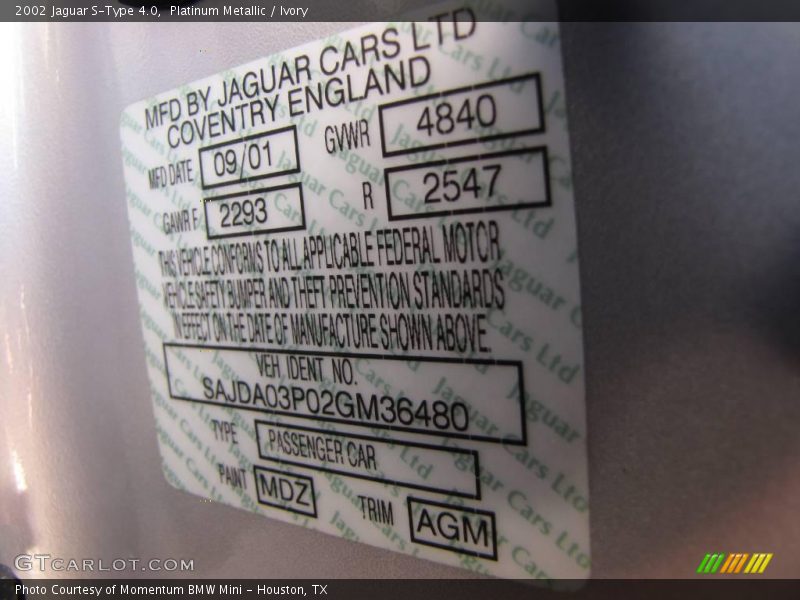 2002 Jaguar S-Type 4.0, Platinum Metallic / Ivory
MFD BY JAGUAR CARS LTD
COVENTRY ENGLAND
MFD DATE 09/01 GVWR 4840
GAWR F 2293 R 2547
THIS VEHICLE CONFORMS TO ALL APPLICABLE FEDERAL MOTOR
VEHICLE SAFETY BUMPER AND THEFT PREVENTION STANDARDS
IN EFFECT ON THE DATE OF MANUFACTURE SHOWN ABOVE.
VEH. IDENT. NO.
SAJDA03P02GM36480
TYPE PASSENGER CAR
PAINT MDZ TRIM AGM
GTCARLOT.COM
Photo Courtesy of Momentum BMW Mini - Houston, TX